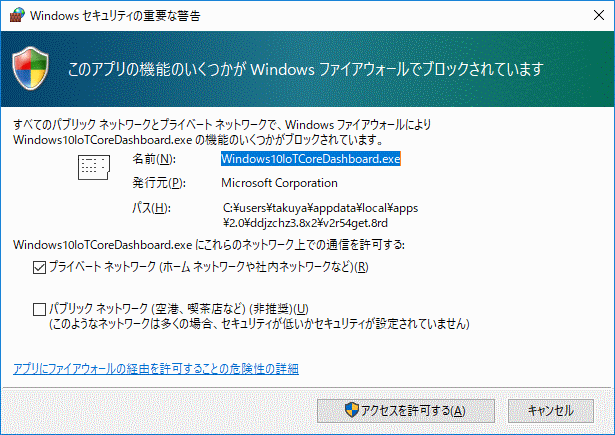 Windows セキュリティの重要な警告
このアプリの機能のいくつかが Windows ファイアウォールでブロックされています
すべてのパブリック ネットワークとプライベート ネットワークで、Windows ファイアウォールにより
Windows10IoTCoreDashboard.exe の機能のいくつかがブロックされています。
名前(N): Windows10IoTCoreDashboard.exe
発行元(P): Microsoft Corporation
パス(H): C:¥users¥takuya¥appdata¥local¥apps
¥2.0¥ddjzchz3.8x2¥v2r54get.8rd
Windows10IoTCoreDashboard.exe にこれらのネットワーク上での通信を許可する:
プライベート ネットワーク (ホーム ネットワークや社内ネットワークなど)(R)
パブリック ネットワーク (空港、喫茶店など) (非推奨)(U)
(このようなネットワークは多くの場合、セキュリティが低いかセキュリティが設定されていません)
アプリにファイアウォールの経由を許可することの危険性の詳細
アクセスを許可する(A) キャンセル